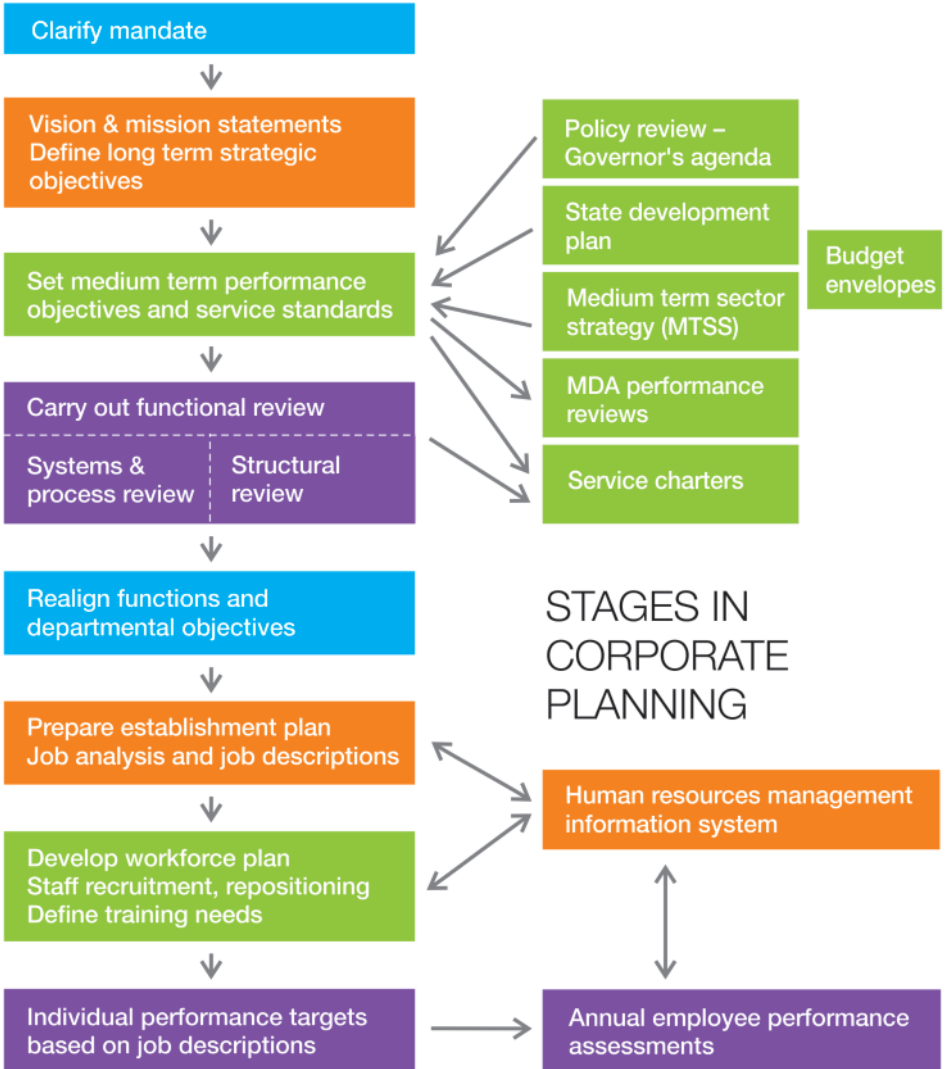 Clarify mandate
Vision & mission statements
Define long term strategic
objectives
Set medium term performance
objectives and service standards
Carry out functional review
Systems &
process review
Structural
review
Realign functions and
departmental objectives
Prepare establishment plan
Job analysis and job descriptions
Develop workforce plan
Staff recruitment, repositioning
Define training needs
Individual performance targets
based on job descriptions
Policy review –
Governor's agenda
State development
plan
Medium term sector
strategy (MTSS)
MDA performance
reviews
Service charters
Budget
envelopes
STAGES IN
CORPORATE
PLANNING
Human resources management
information system
Annual employee performance
assessments